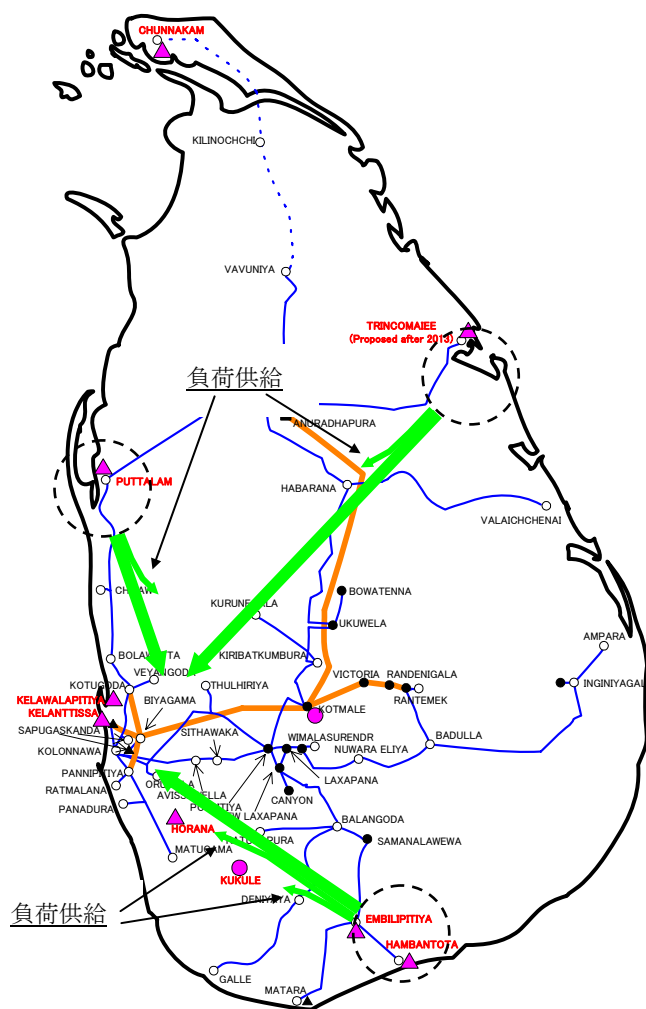 CHUNNAKAM
KILINOCHCHI
VAVUNIYA
TRINCOMAIEE
(Proposed after 2013)
負荷供給
ANURADHAPURA
PUTTALAM
HABARANA
VALAICHCHENAI
BOWATENNA
KURUNEGALA
UKUWELA
AMPARA
BOLAWATTA
KIRIBATKUMBURA
VEYANGODA
VICTORIA
RANDENIGALA
INGINIYAGAL
KOTUGODA
THULHIRIYA
RANTEMEK
KELAWALAPITIYA
KOTMALE
KELANTTISSA
BIYAGAMA
SAPUGASKANDA
SITHAWAKA
WIMALASURENDR
BADULLA
KOLONNAWA
NUWARA ELIYA
PANNIPITIYA
LAXAPANA
RATMALANA
CANYON
PANADURA
BALANGODA
HORANA
SAMANALAWEWA
MATUGAMA
KUKULE
DENIYAYA
負荷供給
EMBILIPITIYA
HAMBANTOTA
GALLE
MATARA